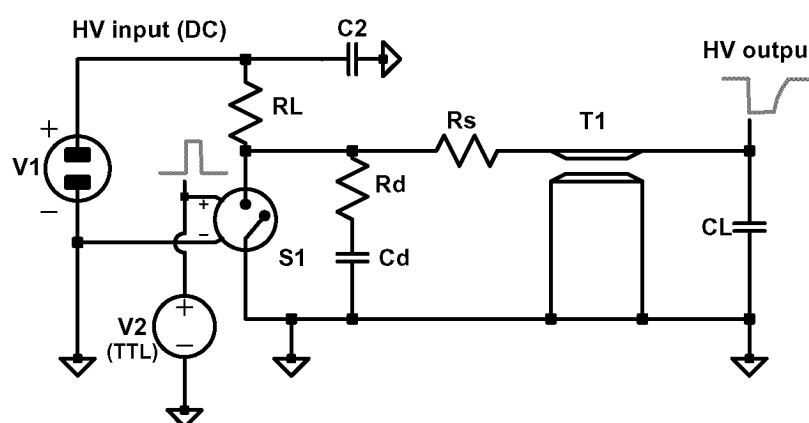 HV input (DC)
C2
HV outpu
RL
Rs
T1
+
V1
−
Rd
+
−
S1
Cd
CL
+
V2
(TTL)
−